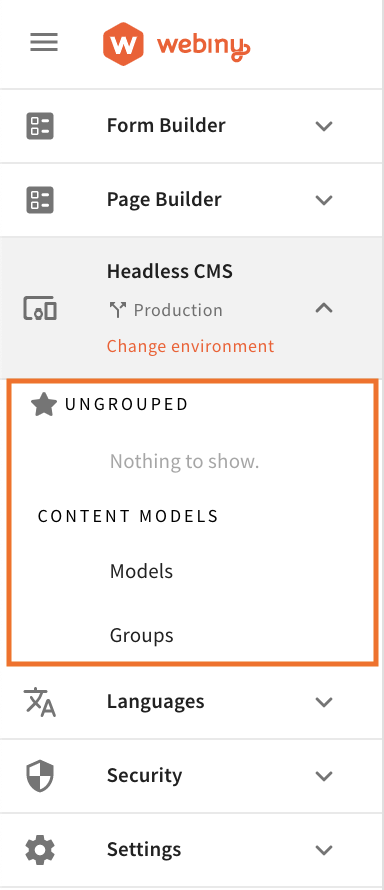 webiny
Form Builder
Page Builder
Headless CMS
Production
Change environment
UNGROUPED
Nothing to show.
CONTENT MODELS
Models
Groups
Languages
Security
Settings